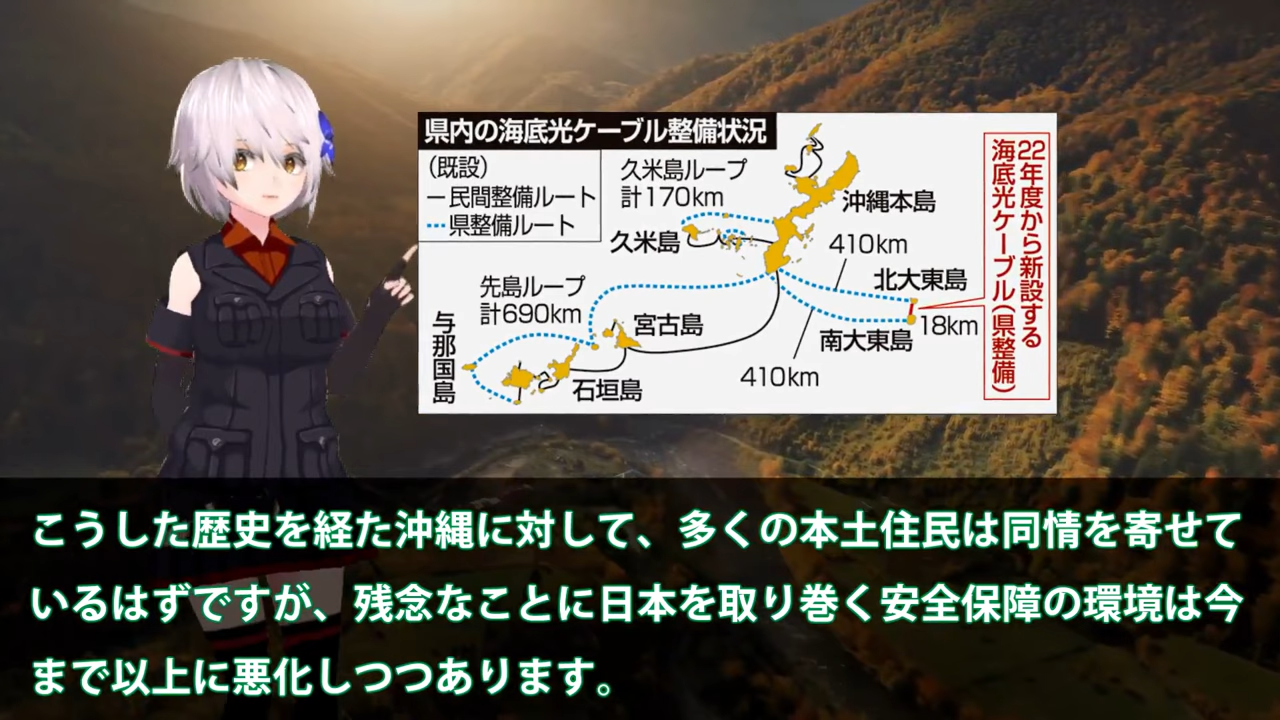 県内の海底光ケーブル整備状況
(既設)
ー民間整備ルート
…県整備ルート
久米島ループ
計170km
沖縄本島
久米島
410km
北大東島
先島ループ
計690km
宮古島
18km
南大東島
与那国島
石垣島
410km
22年度から新設する
海底光ケーブル(県整備)
こうした歴史を経た沖縄に対して、多くの本土住民は同情を寄せて
いるはずですが、残念なことに日本を取り巻く安全保障の環境は今
まで以上に悪化しつつあります。